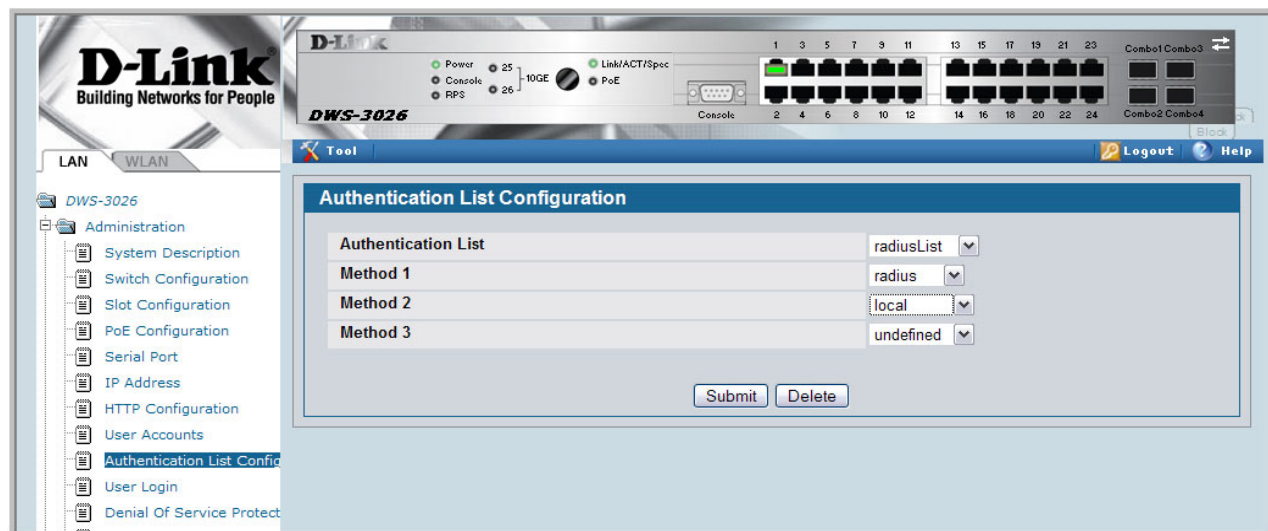 D-Link
Building Networks for People
D-Link
Power
Console
RPS
25
26
10GE
Link/ACT/Spec
PoE
Console
DWS-3026
1 3 5 7 9 11 13 15 17 19 21 23
2 4 6 8 10 12 14 16 18 20 22 24
Combo1 Combo3
Combo2 Combo4
Block
Tool
Logout
Help
LAN
WLAN
DWS-3026
Administration
System Description
Switch Configuration
Slot Configuration
PoE Configuration
Serial Port
IP Address
HTTP Configuration
User Accounts
Authentication List Config
User Login
Denial Of Service Protect
Authentication List Configuration
Authentication List radiusList
Method 1 radius
Method 2 local
Method 3 undefined
Submit Delete